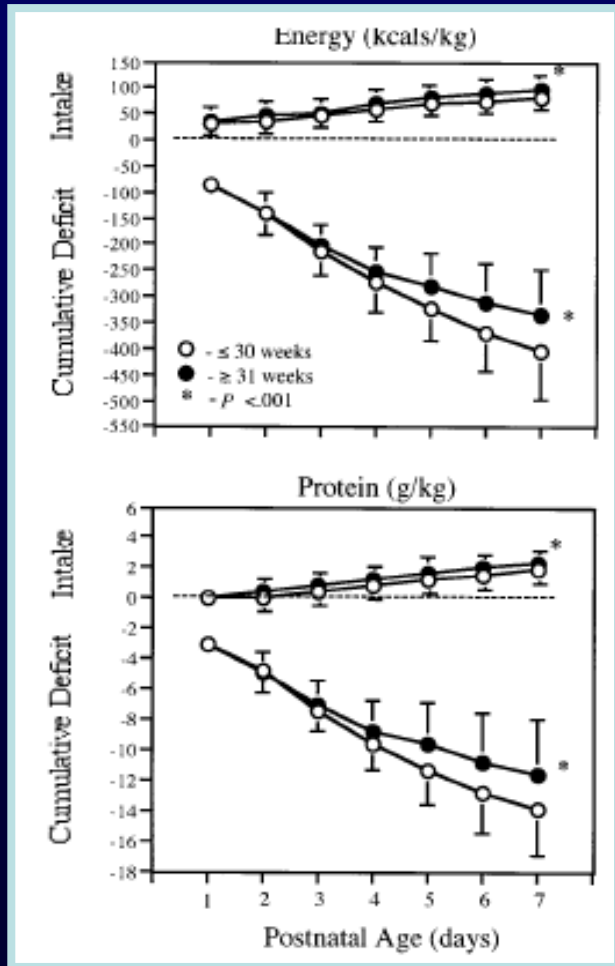 Energy (kcals/kg)
Intake
150
100
50
0
Cumulative Deficit
-50
-100
-150
-200
-250
-300
-350
-400
-450
-500
-550
- ≤ 30 weeks
- ≥ 31 weeks
* - P <.001
*
*
Protein (g/kg)
Intake
6
4
2
0
Cumulative Deficit
-2
-4
-6
-8
-10
-12
-14
-16
-18
*
*
1 2 3 4 5 6 7
Postnatal Age (days)